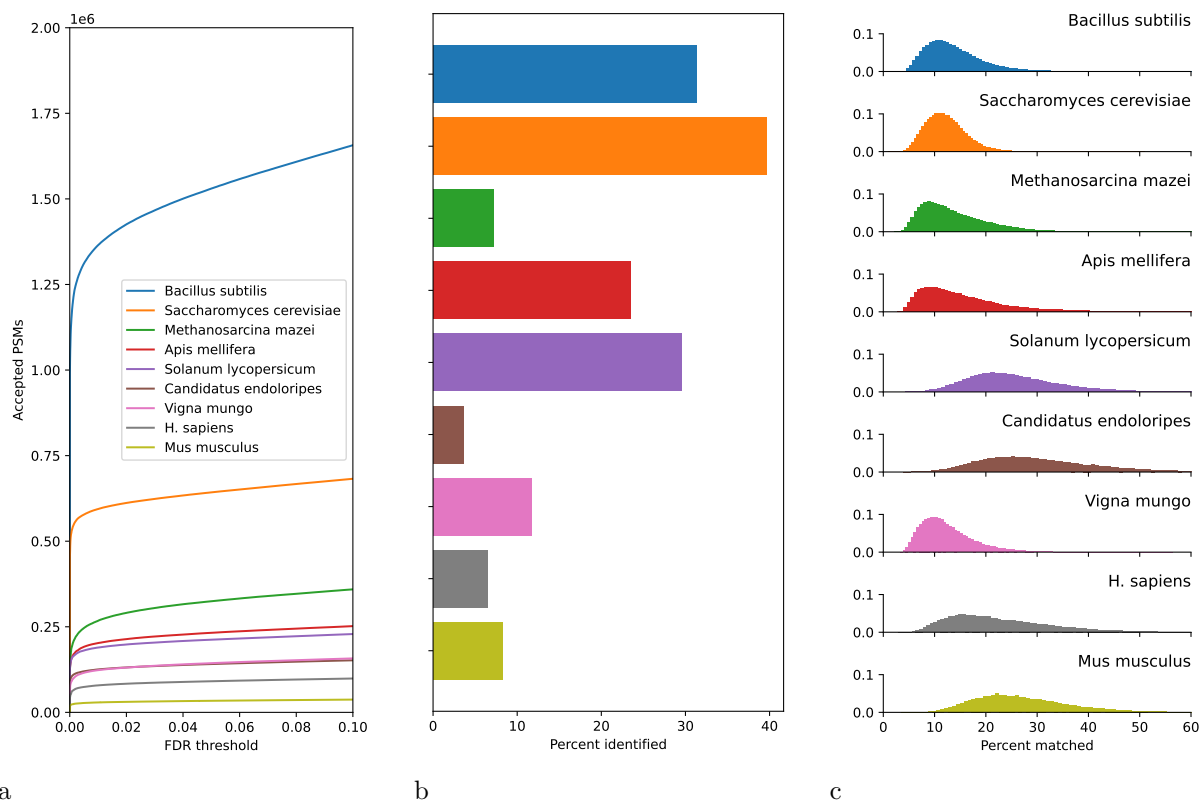 1e6
2.00
1.75
1.50
1.25
1.00
0.75
0.50
0.25
0.00
Accepted PSMs
Bacillus subtilis
Saccharomyces cerevisiae
Methanosarcina mazei
Apis mellifera
Solanum lycopersicum
Candidatus endoloripes
Vigna mungo
H. sapiens
Mus musculus
0.00 0.02 0.04 0.06 0.08 0.10
FDR threshold
a
0 10 20 30 40
Percent identified
b
Bacillus subtilis
0.1
0.0
Saccharomyces cerevisiae
0.1
0.0
Methanosarcina mazei
0.1
0.0
Apis mellifera
0.1
0.0
Solanum lycopersicum
0.1
0.0
Candidatus endoloripes
0.1
0.0
Vigna mungo
0.1
0.0
H. sapiens
0.1
0.0
Mus musculus
0.1
0.0
0 10 20 30 40 50 60
Percent matched
c